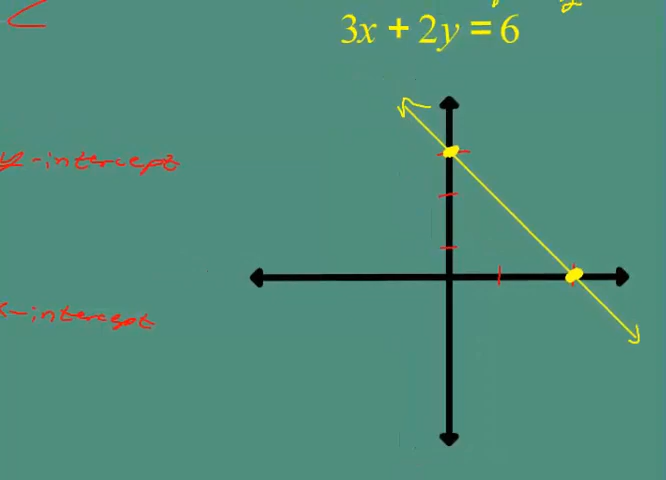 3x + 2y = 6
y-intercept
x-intercept